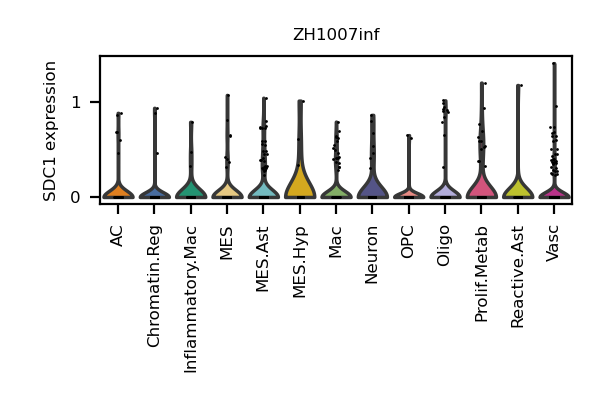 ZH1007inf
SDC1 expression
1
0
AC
Chromatin.Reg
Inflammatory.Mac
MES
MES.Ast
MES.Hyp
Mac
Neuron
OPC
Oligo
Prolif.Metab
Reactive.Ast
Vasc